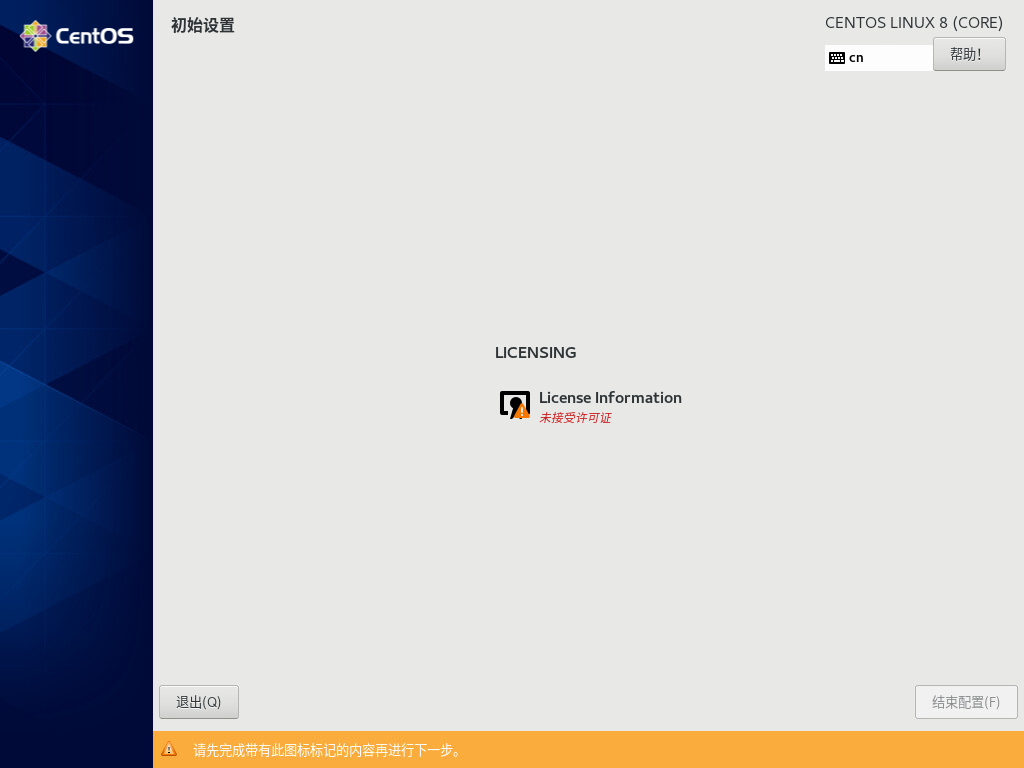 CentOS
初始设置
CENTOS LINUX 8 (CORE)
cn
帮助!
LICENSING
License Information
未接受许可证
退出(Q)
结束配置(F)
请先完成带有此图标标记的内容再进行下一步。